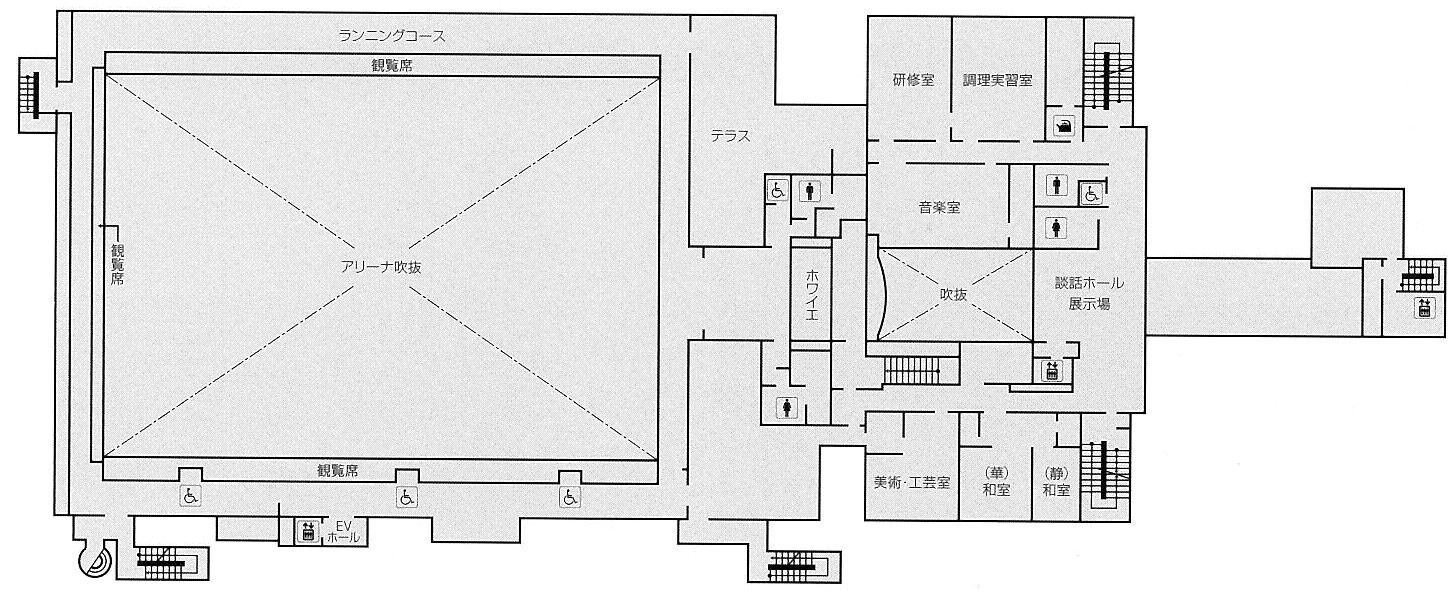 ランニングコース
観覧席
研修室
調理実習室
テラス
音楽室
観覧席
アリーナ吹抜
ホワイエ
吹抜
談話ホール
展示場
観覧席
美術・工芸室
(華)
和室
(静)
和室
EV
ホール